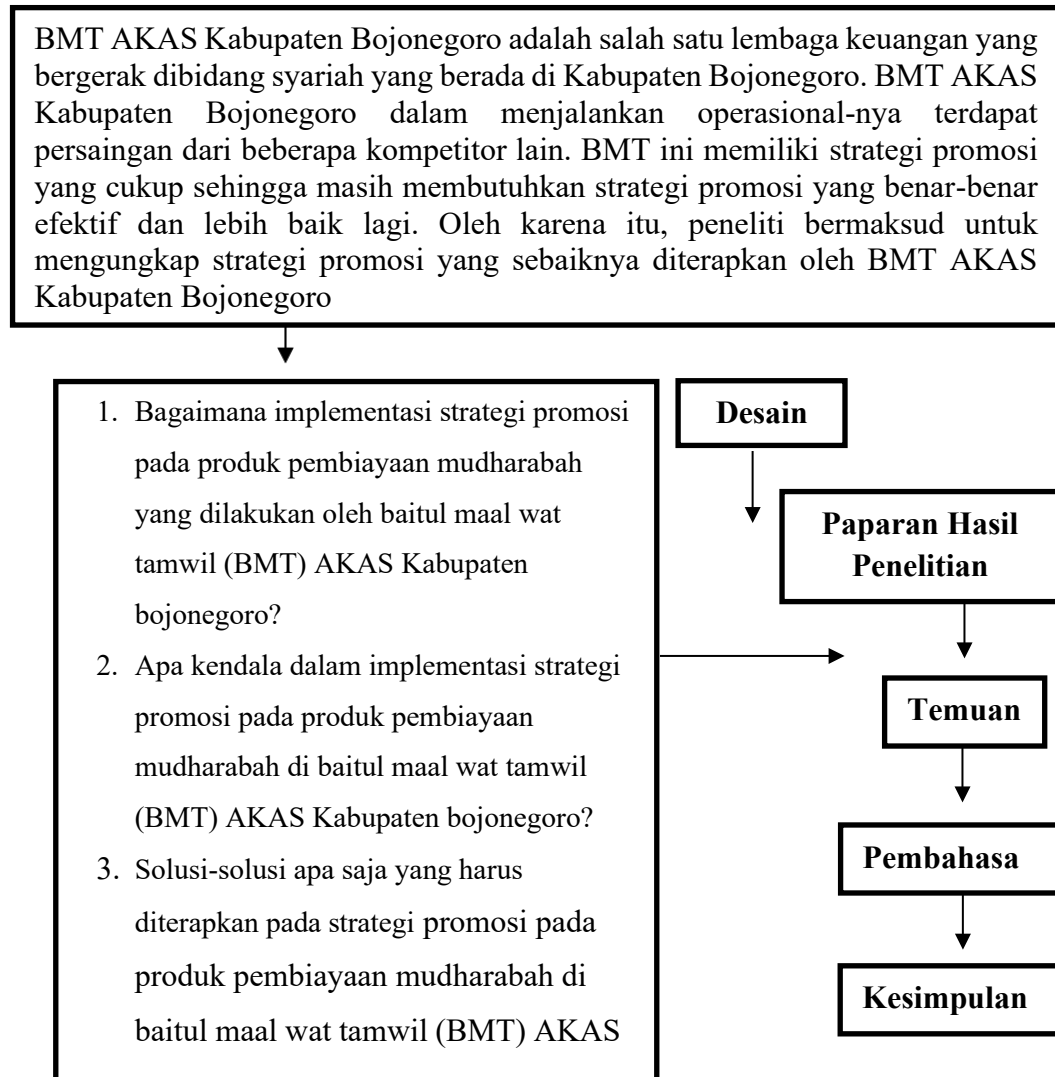 BMT AKAS Kabupaten Bojonegoro adalah salah satu lembaga keuangan yang
bergerak dibidang syariah yang berada di Kabupaten Bojonegoro. BMT AKAS
Kabupaten Bojonegoro dalam menjalankan operasional-nya terdapat
persaingan dari beberapa kompetitor lain. BMT ini memiliki strategi promosi
yang cukup sehingga masih membutuhkan strategi promosi yang benar-benar
efektif dan lebih baik lagi. Oleh karena itu, peneliti bermaksud untuk
mengungkap strategi promosi yang sebaiknya diterapkan oleh BMT AKAS
Kabupaten Bojonegoro
1. Bagaimana implementasi strategi promosi
pada produk pembiayaan mudharabah
yang dilakukan oleh baitul maal wat
tamwil (BMT) AKAS Kabupaten
bojonegoro?
2. Apa kendala dalam implementasi strategi
promosi pada produk pembiayaan
mudharabah di baitul maal wat tamwil
(BMT) AKAS Kabupaten bojonegoro?
3. Solusi-solusi apa saja yang harus
diterapkan pada strategi promosi pada
produk pembiayaan mudharabah di
baitul maal wat tamwil (BMT) AKAS
Desain
Paparan Hasil
Penelitian
Temuan
Pembahasa
Kesimpulan